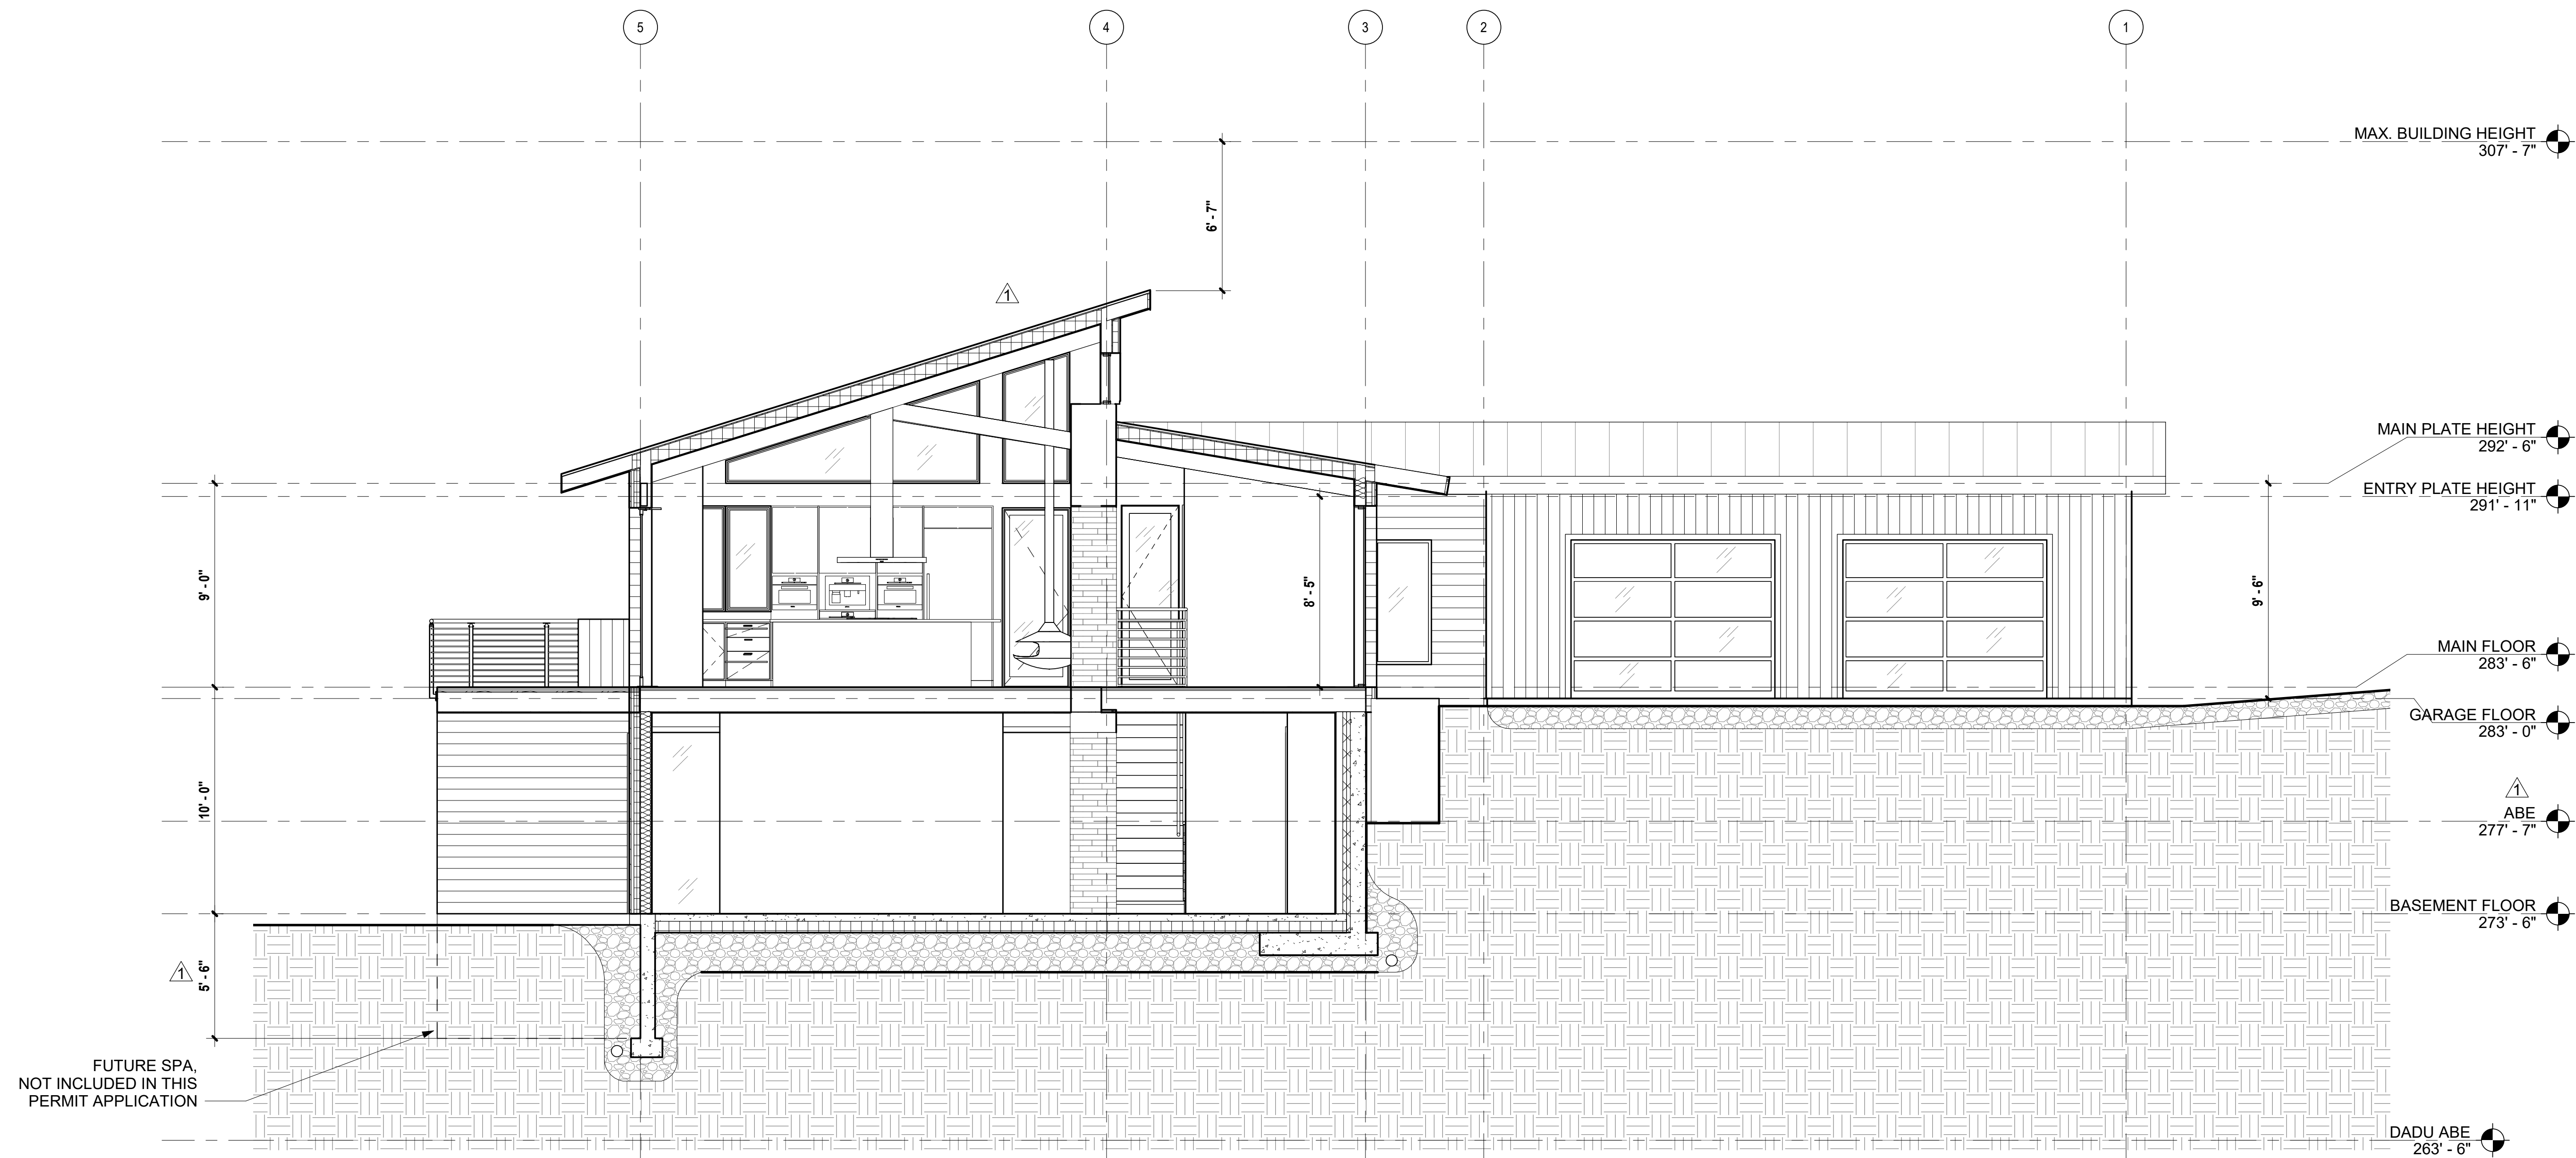 5
4
3
2
1
MAX. BUILDING HEIGHT
307' - 7"
6' - 7"
1
MAIN PLATE HEIGHT
292' - 6"
ENTRY PLATE HEIGHT
291' - 11"
9' - 0"
8' - 5"
9' - 6"
MAIN FLOOR
283' - 6"
GARAGE FLOOR
283' - 0"
10' - 0"
1
ABE
277' - 7"
BASEMENT FLOOR
273' - 6"
1
5' - 6"
FUTURE SPA,
NOT INCLUDED IN THIS
PERMIT APPLICATION
DADU ABE
263' - 6"